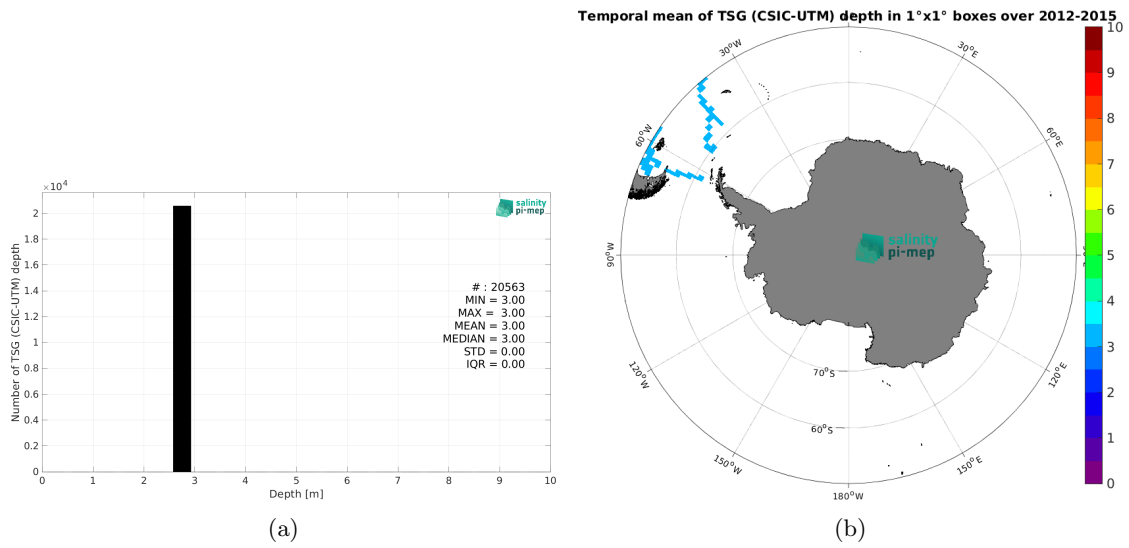 Temporal mean of TSG (CSIC-UTM) depth in 1°x1° boxes over 2012-2015
×10⁴
2
1.8
1.6
1.4
1.2
1
0.8
0.6
0.4
0.2
0
Number of TSG (CSIC-UTM) depth
salinity
pi-mep
# : 20563
MIN = 3.00
MAX = 3.00
MEAN = 3.00
MEDIAN = 3.00
STD = 0.00
IQR = 0.00
0 1 2 3 4 5 6 7 8 9 10
Depth [m]
(a)
30°W
30°E
60°W
60°E
90°W
salinity
pi-mep
120°W
70°S
120°E
60°S
150°W
150°E
180°W
10
9
8
7
6
5
4
3
2
1
0
(b)